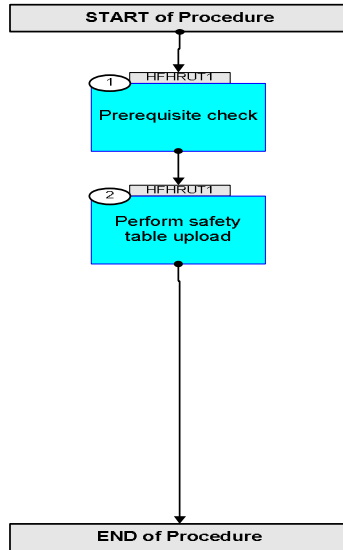 START of Procedure
HFHRUT1
1
Prerequisite check
HFHRUT1
2
Perform safety
table upload
END of Procedure